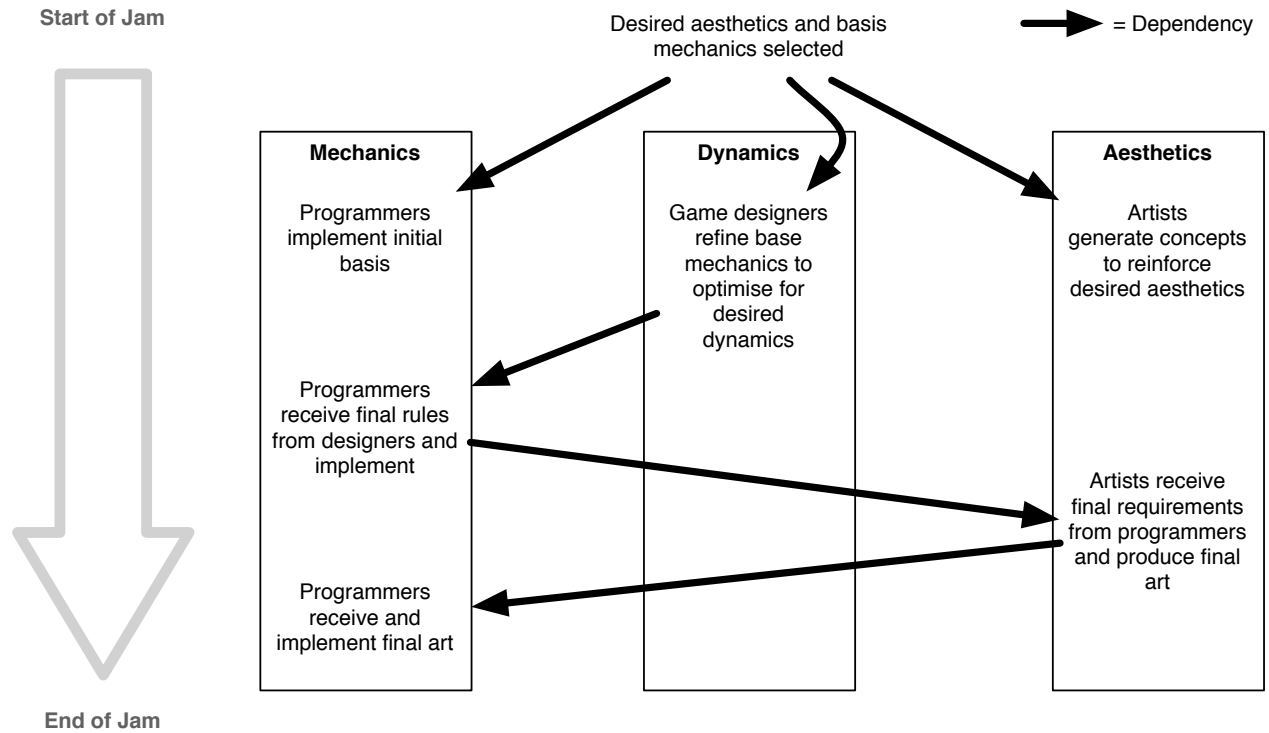 Start of Jam
Desired aesthetics and basis
mechanics selected
= Dependency
Mechanics
Programmers
implement initial
basis
Programmers
receive final rules
from designers and
implement
Programmers
receive and
implement final art
Dynamics
Game designers
refine base
mechanics to
optimise for
desired
dynamics
Aesthetics
Artists
generate concepts
to reinforce
desired aesthetics
Artists receive
final requirements
from programmers
and produce final
art
End of Jam